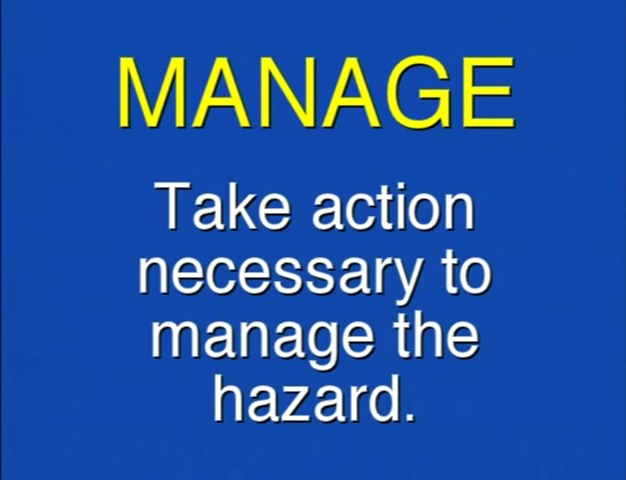 MANAGE
Take action
necessary to
manage the
hazard.